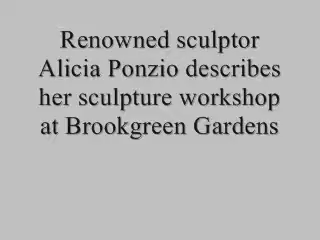 Renowned sculptor
Alicia Ponzio describes
her sculpture workshop
at Brookgreen Gardens